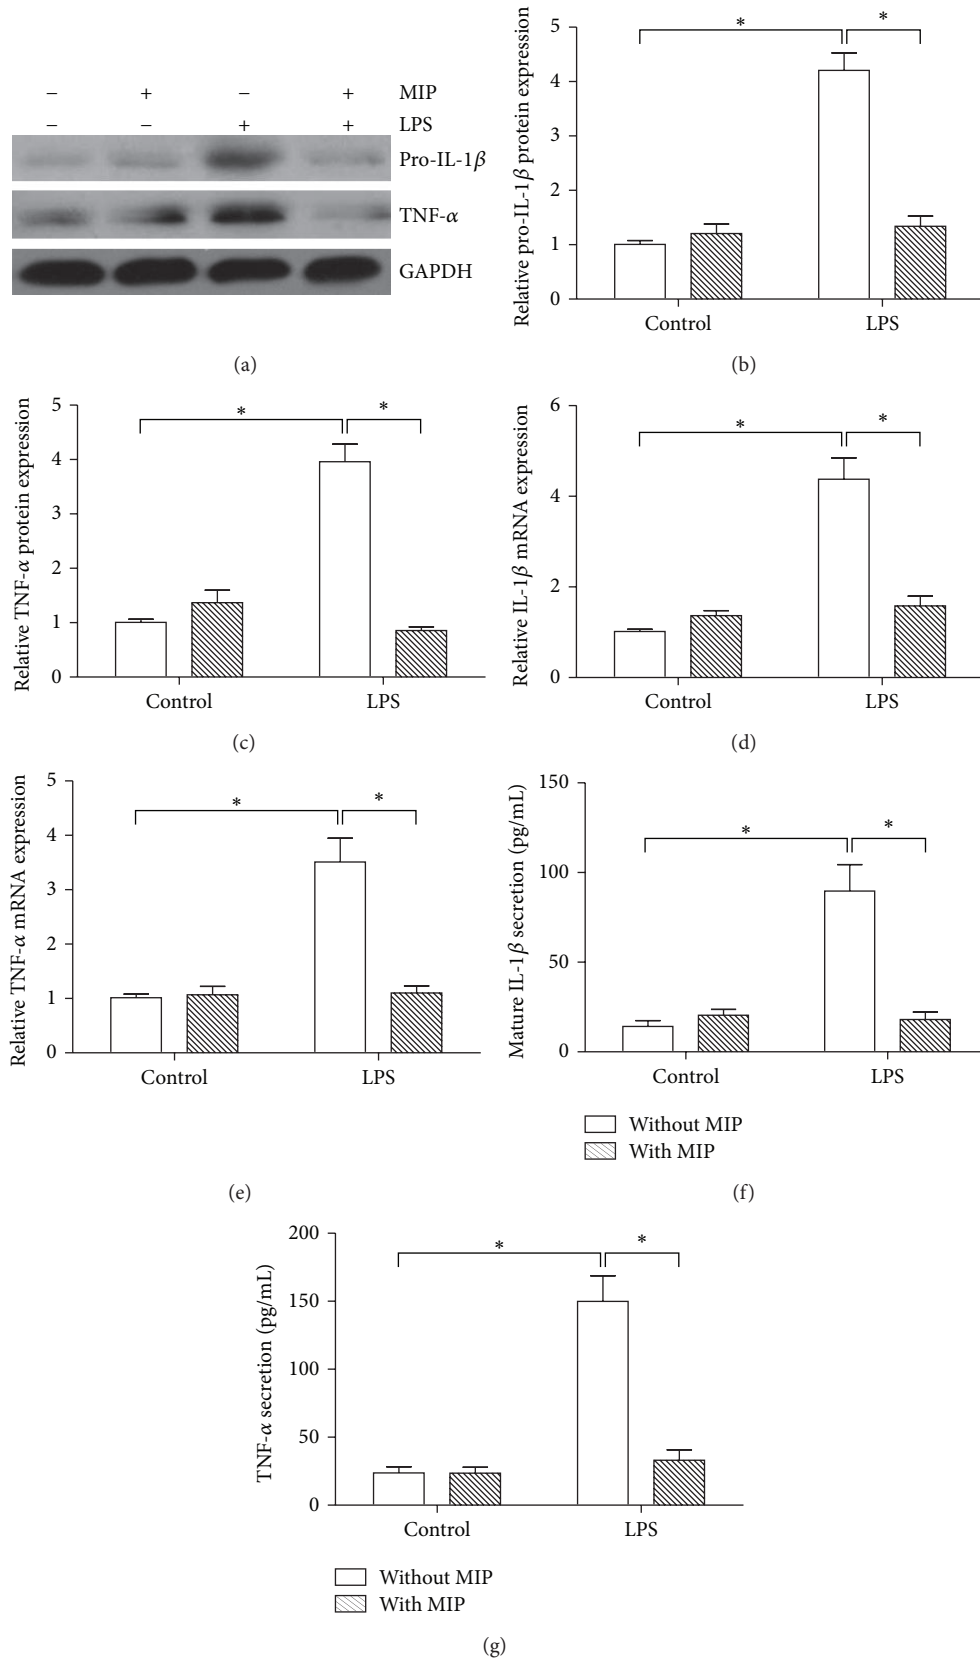 − + − + MIP
− − + + LPS
Pro-IL-1β
TNF-α
GAPDH
(a)
Relative pro-IL-1β protein expression
5
4
3
2
1
0
* *
Control LPS
(b)
Relative TNF-α protein expression
5
4
3
2
1
0
* *
Control LPS
(c)
Relative IL-1β mRNA expression
6
4
2
0
* *
Control LPS
(d)
Relative TNF-α mRNA expression
5
4
3
2
1
0
* *
Control LPS
(e)
Mature IL-1β secretion (pg/mL)
150
100
50
0
* *
Control LPS
Without MIP
With MIP
(f)
TNF-α secretion (pg/mL)
200
150
100
50
0
* *
Control LPS
Without MIP
With MIP
(g)